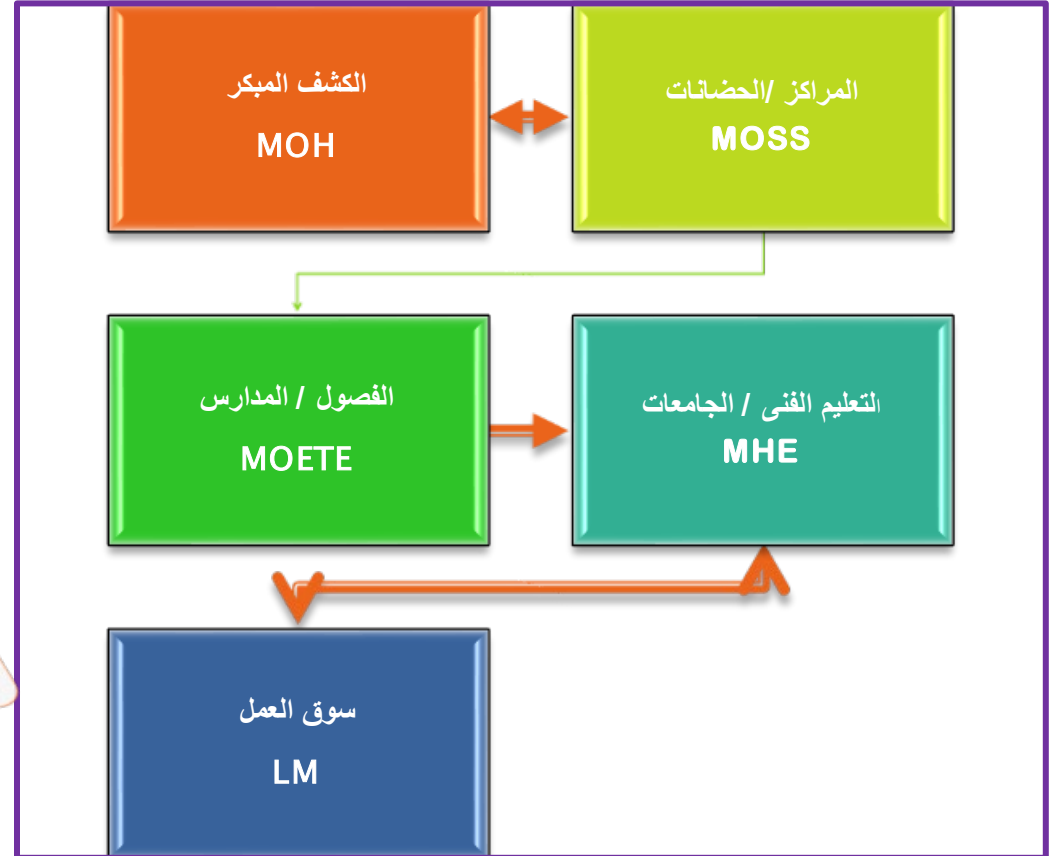 الكشف المبكر
MOH
المراكز /الحضانات
MOSS
الفصول / المدارس
MOETE
التعليم الفنى / الجامعات
MHE
سوق العمل
LM